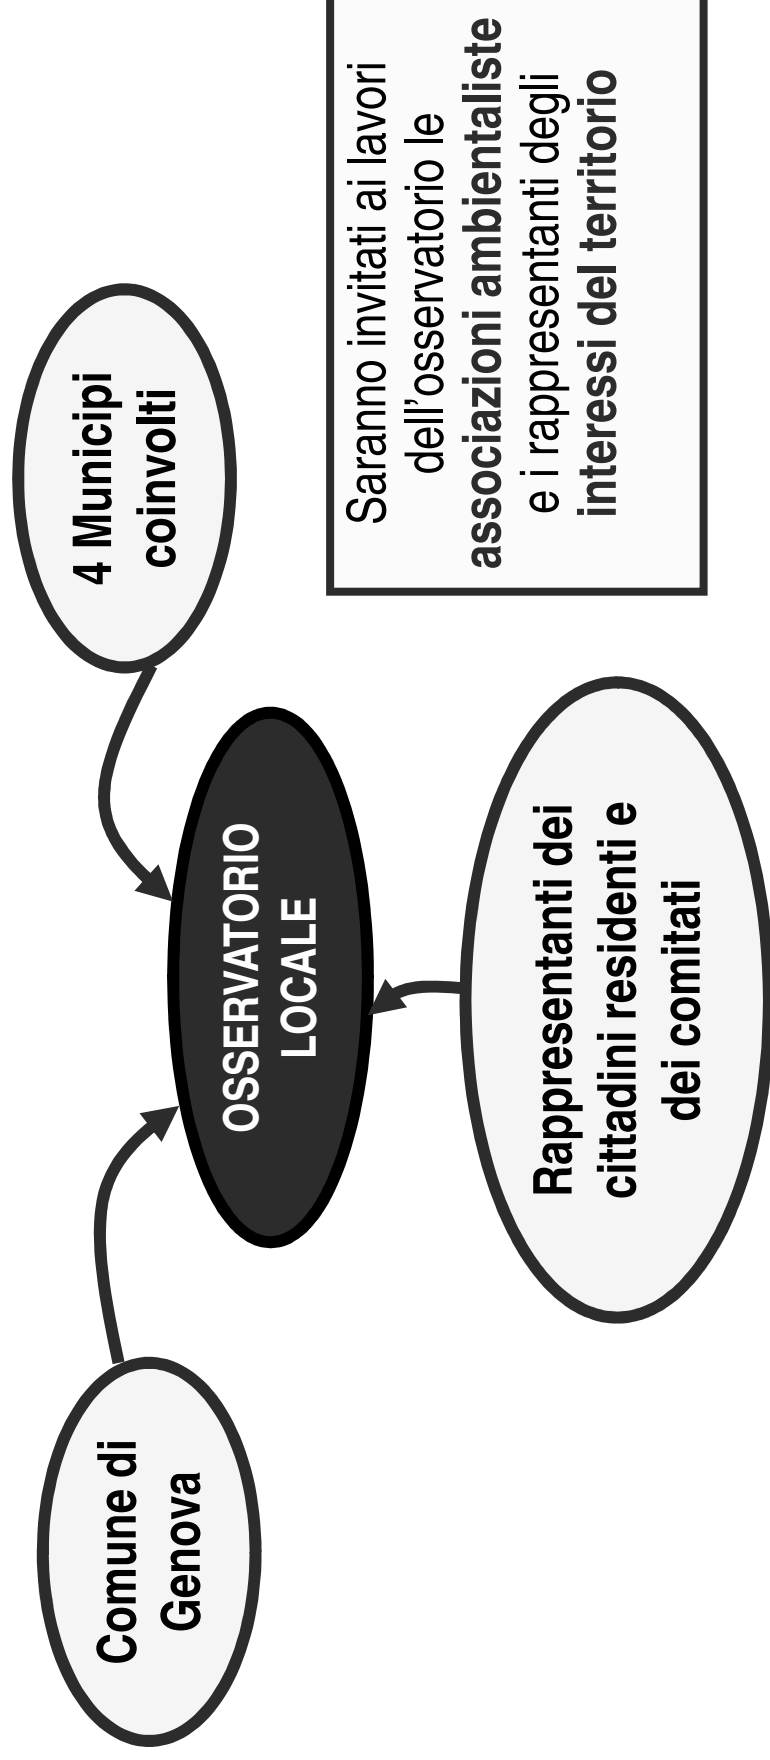 Comune di
Genova
4 Municipi
coinvolti
OSSERVATORIO
LOCALE
Rappresentanti dei
cittadini residenti e
dei comitati
Saranno invitati ai lavori
dell’osservatorio le
associazioni ambientaliste
e i rappresentanti degli
interessi del territorio